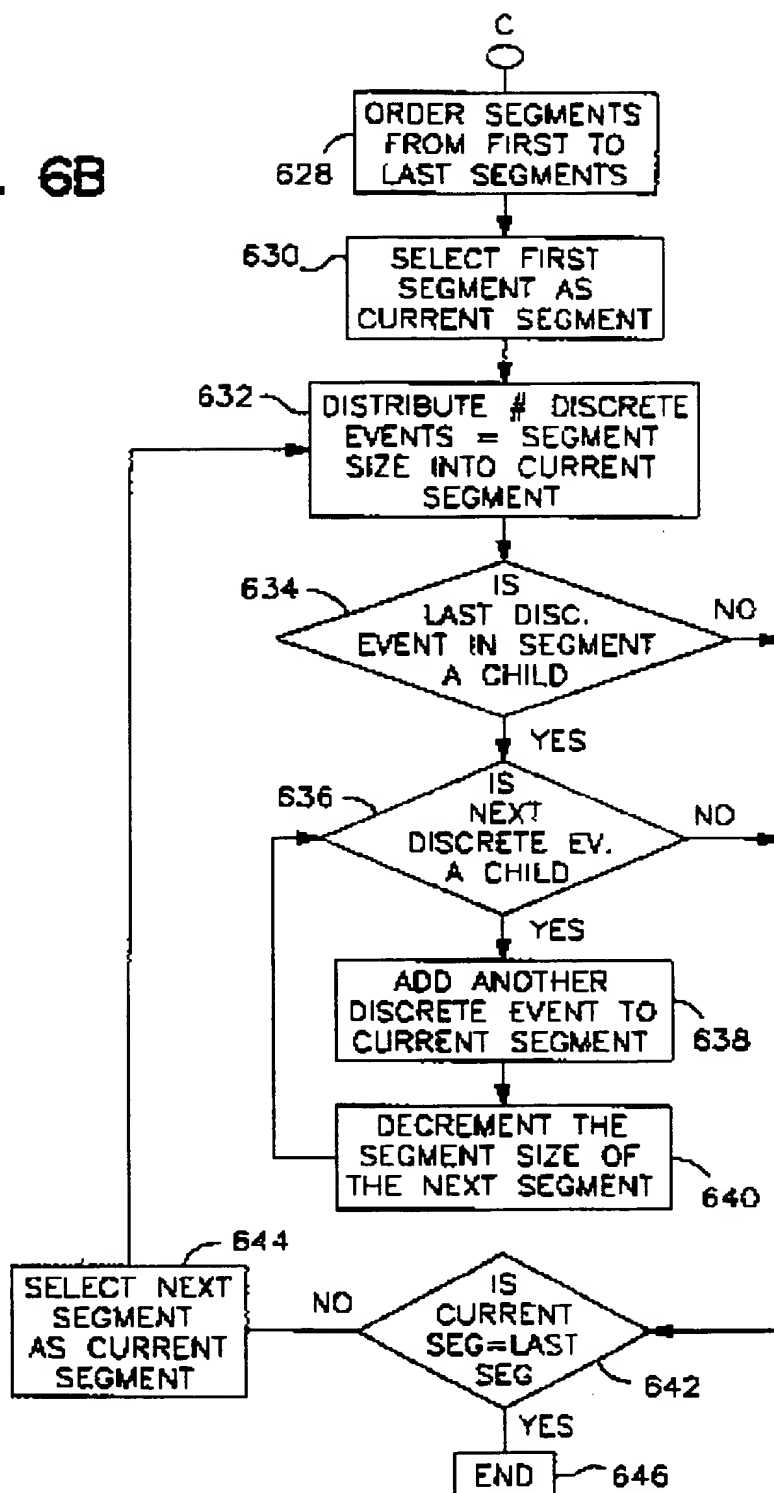 C
. 6B
ORDER SEGMENTS
FROM FIRST TO
LAST SEGMENTS
628
630
SELECT FIRST
SEGMENT AS
CURRENT SEGMENT
632
DISTRIBUTE # DISCRETE
EVENTS = SEGMENT
SIZE INTO CURRENT
SEGMENT
634
IS
LAST DISC.
EVENT IN SEGMENT
A CHILD
NO
YES
636
IS
NEXT
DISCRETE EV.
A CHILD
NO
YES
ADD ANOTHER
DISCRETE EVENT TO
CURRENT SEGMENT
638
DECREMENT THE
SEGMENT SIZE OF
THE NEXT SEGMENT
640
644
SELECT NEXT
SEGMENT
AS CURRENT
SEGMENT
NO
IS
CURRENT
SEG=LAST
SEG
642
YES
END
646